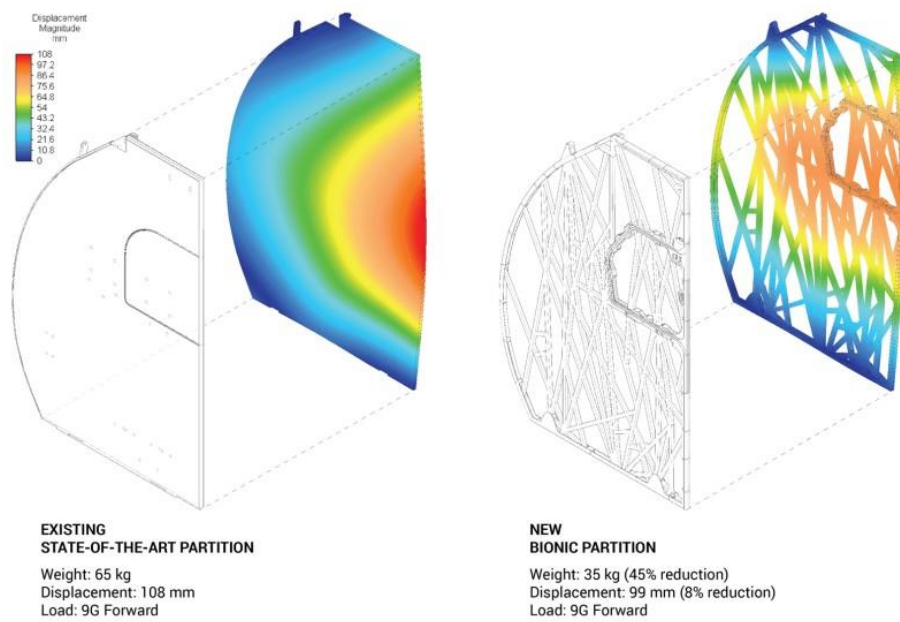 Displacement
Magnitude
mm
108
97.2
86.4
75.6
64.8
54
43.2
32.4
21.6
10.8
0
EXISTING
STATE-OF-THE-ART PARTITION
Weight: 65 kg
Displacement: 108 mm
Load: 9G Forward
NEW
BIONIC PARTITION
Weight: 35 kg (45% reduction)
Displacement: 99 mm (8% reduction)
Load: 9G Forward